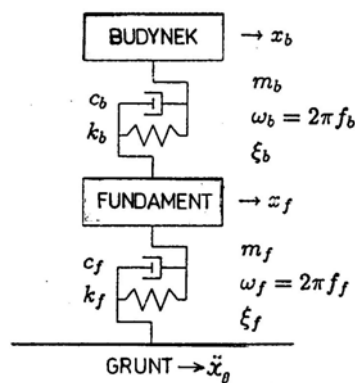 BUDYNEK → x_b
m_b
c_b
ω_b = 2πf_b
k_b
ξ_b
FUNDAMENT → x_f
m_f
c_f
ω_f = 2πf_f
k_f
ξ_f
GRUNT → ẍ_g